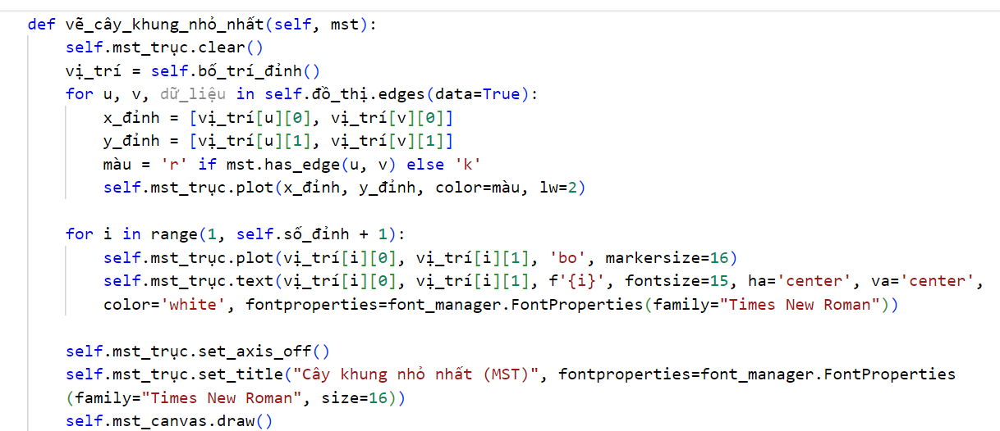 def vẽ_cây_khung_nhỏ_nhất(self, mst):
    self.mst_trục.clear()
    vị_trí = self.bố_trí_đỉnh()
    for u, v, dữ_liệu in self.đồ_thị.edges(data=True):
        x_đỉnh = [vị_trí[u][0], vị_trí[v][0]]
        y_đỉnh = [vị_trí[u][1], vị_trí[v][1]]
        màu = 'r' if mst.has_edge(u, v) else 'k'
        self.mst_trục.plot(x_đỉnh, y_đỉnh, color=màu, lw=2)
    for i in range(1, self.số_đỉnh + 1):
        self.mst_trục.plot(vị_trí[i][0], vị_trí[i][1], 'bo', markersize=16)
        self.mst_trục.text(vị_trí[i][0], vị_trí[i][1], f'{i}', fontsize=15, ha='center', va='center',
        color='white', fontproperties=font_manager.FontProperties(family="Times New Roman"))
    self.mst_trục.set_axis_off()
    self.mst_trục.set_title("Cây khung nhỏ nhất (MST)", fontproperties=font_manager.FontProperties
    (family="Times New Roman", size=16))
    self.mst_canvas.draw()